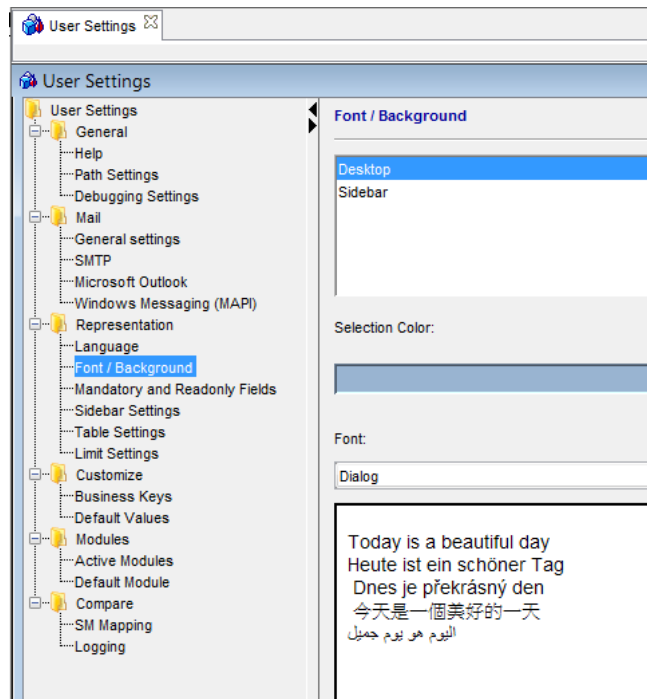 User Settings
User Settings
User Settings
General
Help
Path Settings
Debugging Settings
Mail
General settings
SMTP
Microsoft Outlook
Windows Messaging (MAPI)
Representation
Language
Font / Background
Mandatory and Readonly Fields
Sidebar Settings
Table Settings
Limit Settings
Customize
Business Keys
Default Values
Modules
Active Modules
Default Module
Compare
SM Mapping
Logging
Font / Background
Desktop
Sidebar
Selection Color:
Font:
Dialog
Today is a beautiful day
Heute ist ein schöner Tag
Dnes je překrásný den
今天是一個美好的一天
اليوم هو يوم جميل